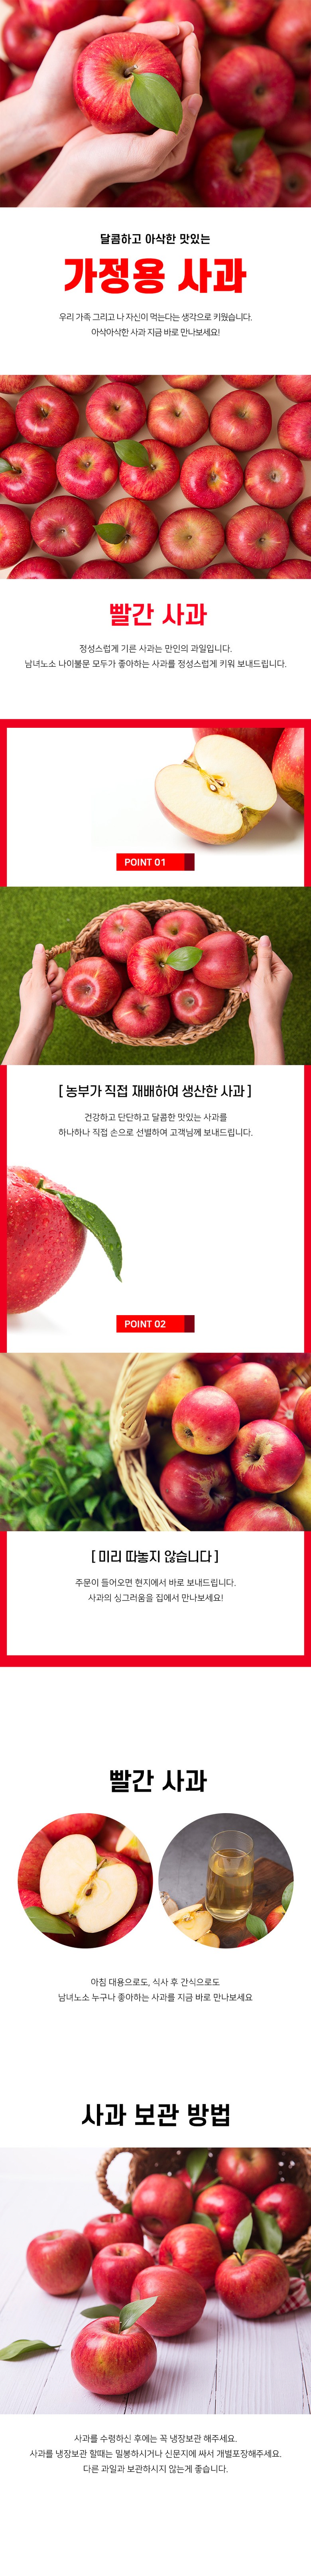 달콤하고 아삭한 맛있는
가정용 사과
우리 가족 그리고 나 자신이 먹는다는 생각으로 키웠습니다.
아삭아삭한 사과 지금 바로 만나보세요!
빨간 사과
정성스럽게 기른 사과는 만인의 과일입니다.
남녀노소 나이불문 모두가 좋아하는 사과를 정성스럽게 키워 보내드립니다.
POINT 01
[ 농부가 직접 재배하여 생산한 사과 ]
건강하고 단단하고 달콤한 맛있는 사과를
하나하나 직접 손으로 선별하여 고객님께 보내드립니다.
POINT 02
[ 미리 따놓지 않습니다 ]
주문이 들어오면 현지에서 바로 보내드립니다.
사과의 싱그러움을 집에서 만나보세요!
빨간 사과
아침 대용으로도, 식사 후 간식으로도
남녀노소 누구나 좋아하는 사과를 지금 바로 만나보세요
사과 보관 방법
사과를 수령하신 후에는 꼭 냉장보관 해주세요.
사과를 냉장보관 할때는 밀봉하시거나 신문지에 싸서 개별포장해주세요.
다른 과일과 보관하시지 않는게 좋습니다.